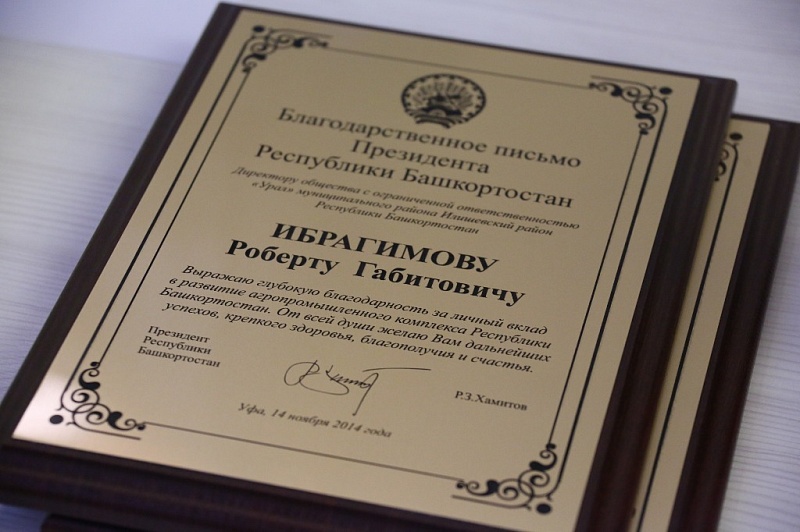 Благодарственное письмо
Президента
Республики Башкортостан
Директору общества с ограниченной ответственностью
«Урал» муниципального района Илишевский район
Республики Башкортостан
ИБРАГИМОВУ
Роберту Габитовичу
Выражаю глубокую благодарность за личный вклад
в развитие агропромышленного комплекса Республики
Башкортостан. От всей души желаю Вам дальнейших
успехов, крепкого здоровья, благополучия и счастья.
Президент
Республики
Башкортостан
Р.З.Хамитов
Уфа, 14 ноября 2014 года